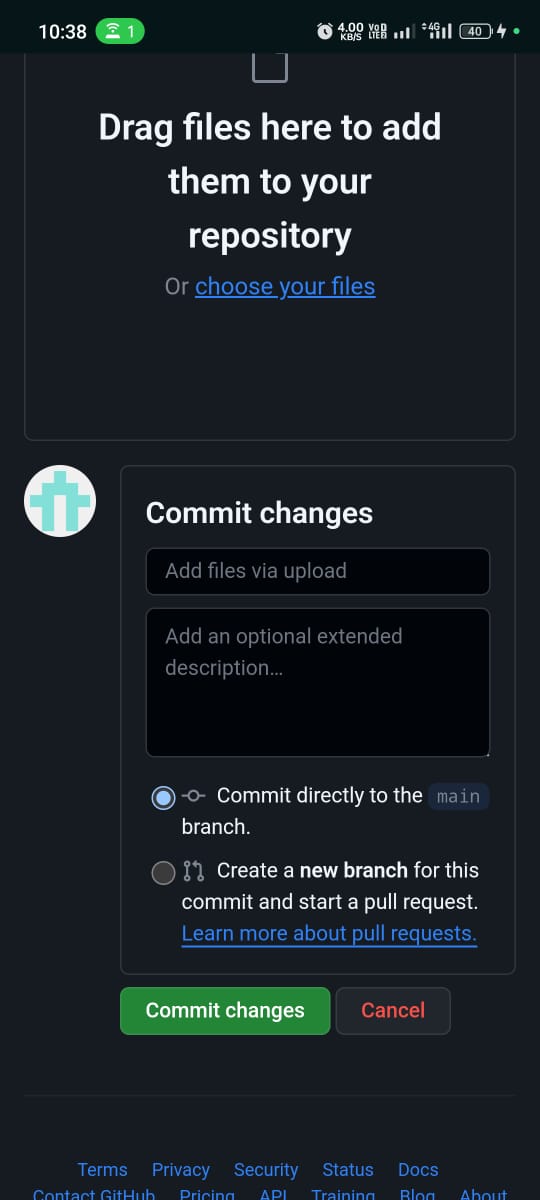 10:38 1 4.00 KB/S VoD LTE2 4G 40
Drag files here to add
them to your
repository
Or choose your files
Commit changes
Add files via upload
Add an optional extended
description...
Commit directly to the main
branch.
Create a new branch for this
commit and start a pull request.
Learn more about pull requests.
Commit changes Cancel
Terms Privacy Security Status Docs
Contact GitHub Pricing API Training Blog About